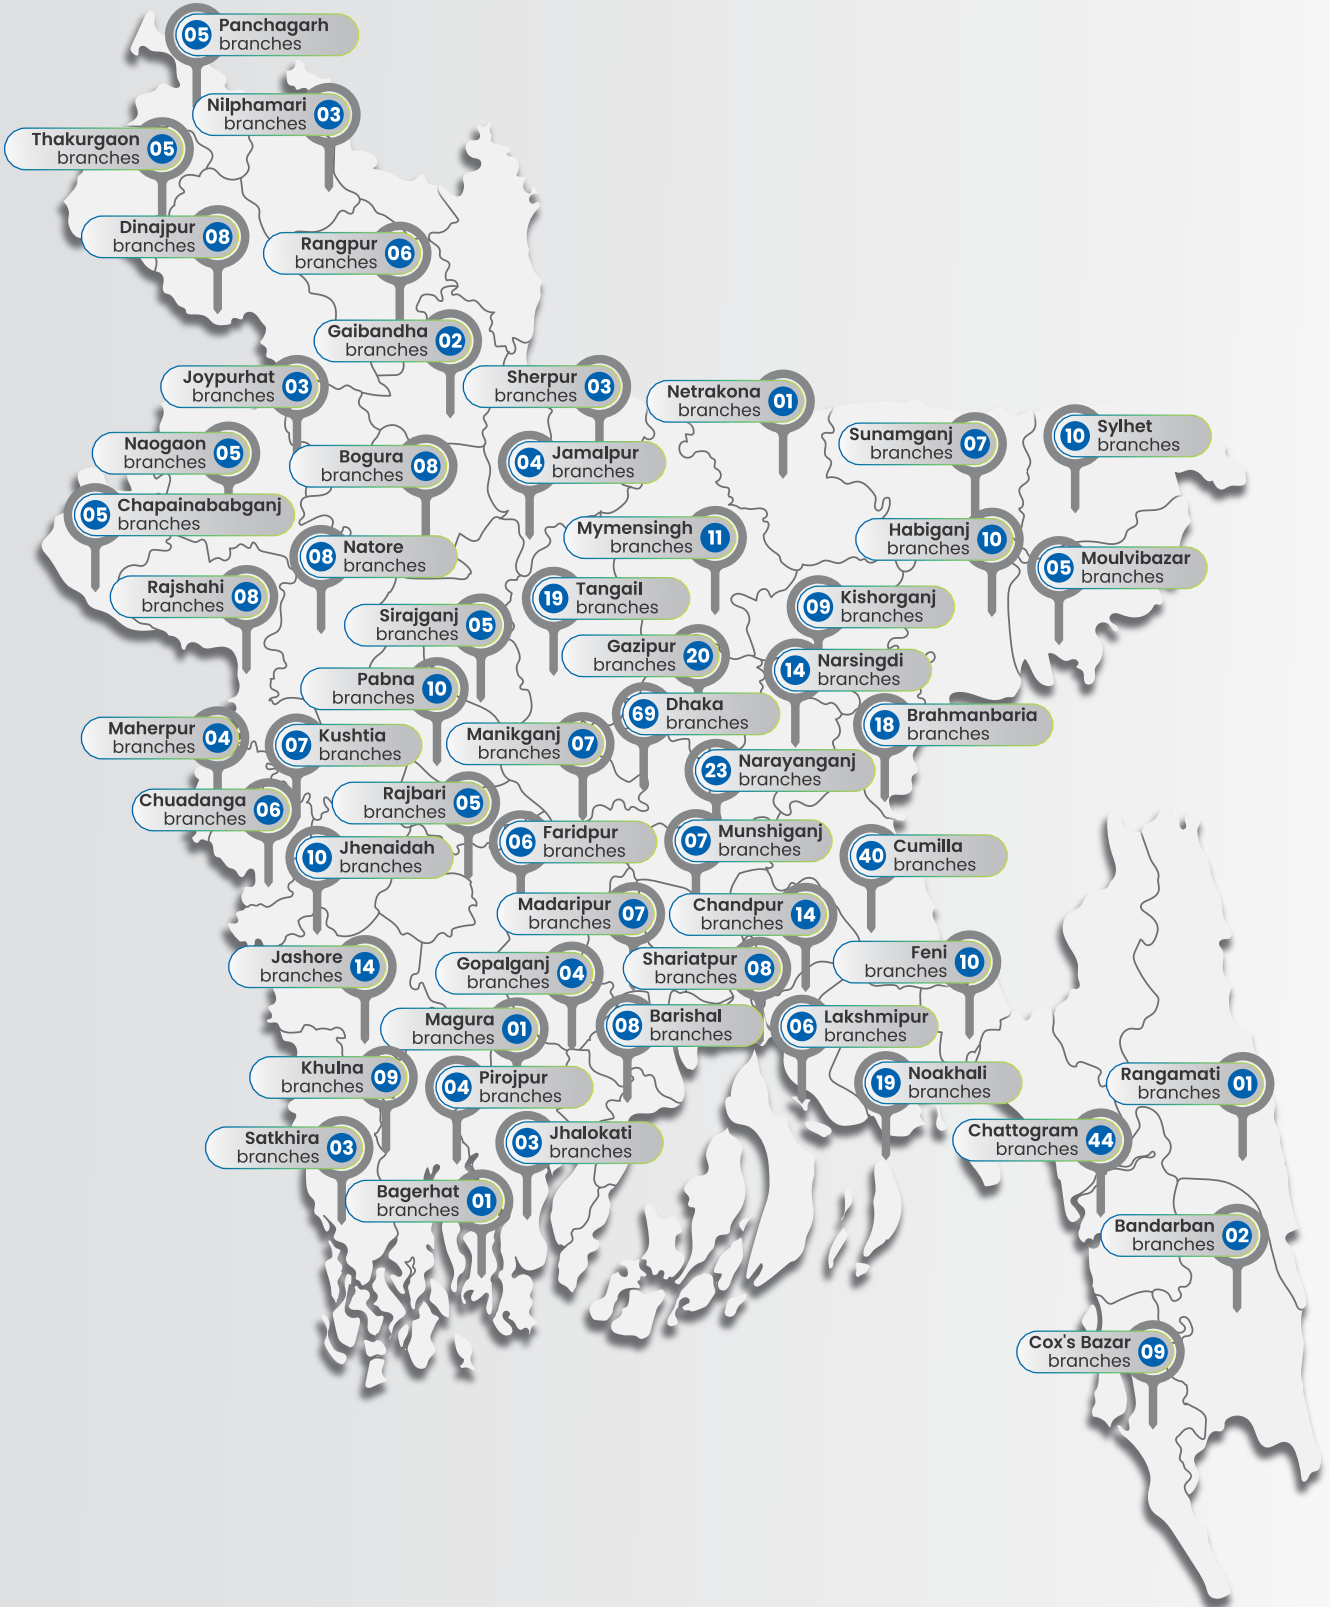 05 Panchagarh
branches
Nilphamari 03
branches
Thakurgaon 05
branches
Dinajpur 08
branches
Rangpur 06
branches
Gaibandha 02
branches
Joypurhat 03
branches
Sherpur 03
branches
Netrakona 01
branches
Sunamganj 07
branches
10 Sylhet
branches
Naogaon 05
branches
Bogura 08
branches
04 Jamalpur
branches
05 Chapainababganj
branches
Mymensingh 11
branches
Habiganj 10
branches
08 Natore
branches
05 Moulvibazar
branches
Rajshahi 08
branches
19 Tangail
branches
09 Kishorganj
branches
Sirajganj 05
branches
Gazipur 20
branches
14 Narsingdi
branches
Pabna 10
branches
69 Dhaka
branches
18 Brahmanbaria
branches
Maherpur 04
branches
07 Kushtia
branches
Manikganj 07
branches
23 Narayanganj
branches
Chuadanga 06
branches
Rajbari 05
branches
06 Faridpur
branches
07 Munshiganj
branches
10 Jhenaidah
branches
40 Cumilla
branches
Madaripur 07
branches
Chandpur 14
branches
Jashore 14
branches
Gopalganj 04
branches
Shariatpur 08
branches
Feni 10
branches
Magura 01
branches
08 Barishal
branches
06 Lakshmipur
branches
Khulna 09
branches
04 Pirojpur
branches
19 Noakhali
branches
Rangamati 01
branches
Satkhira 03
branches
03 Jhalokati
branches
Chattogram 44
branches
Bagerhat 01
branches
Bandarban 02
branches
Cox's Bazar 09
branches